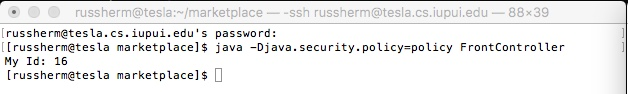 russherm@tesla:~/marketplace — -ssh russherm@tesla.cs.iupui.edu — 88×39
[russherm@tesla.cs.iupui.edu's password: ]
[[russherm@tesla marketplace]$ java -Djava.security.policy=policy FrontController ]
My Id: 16
[russherm@tesla marketplace]$